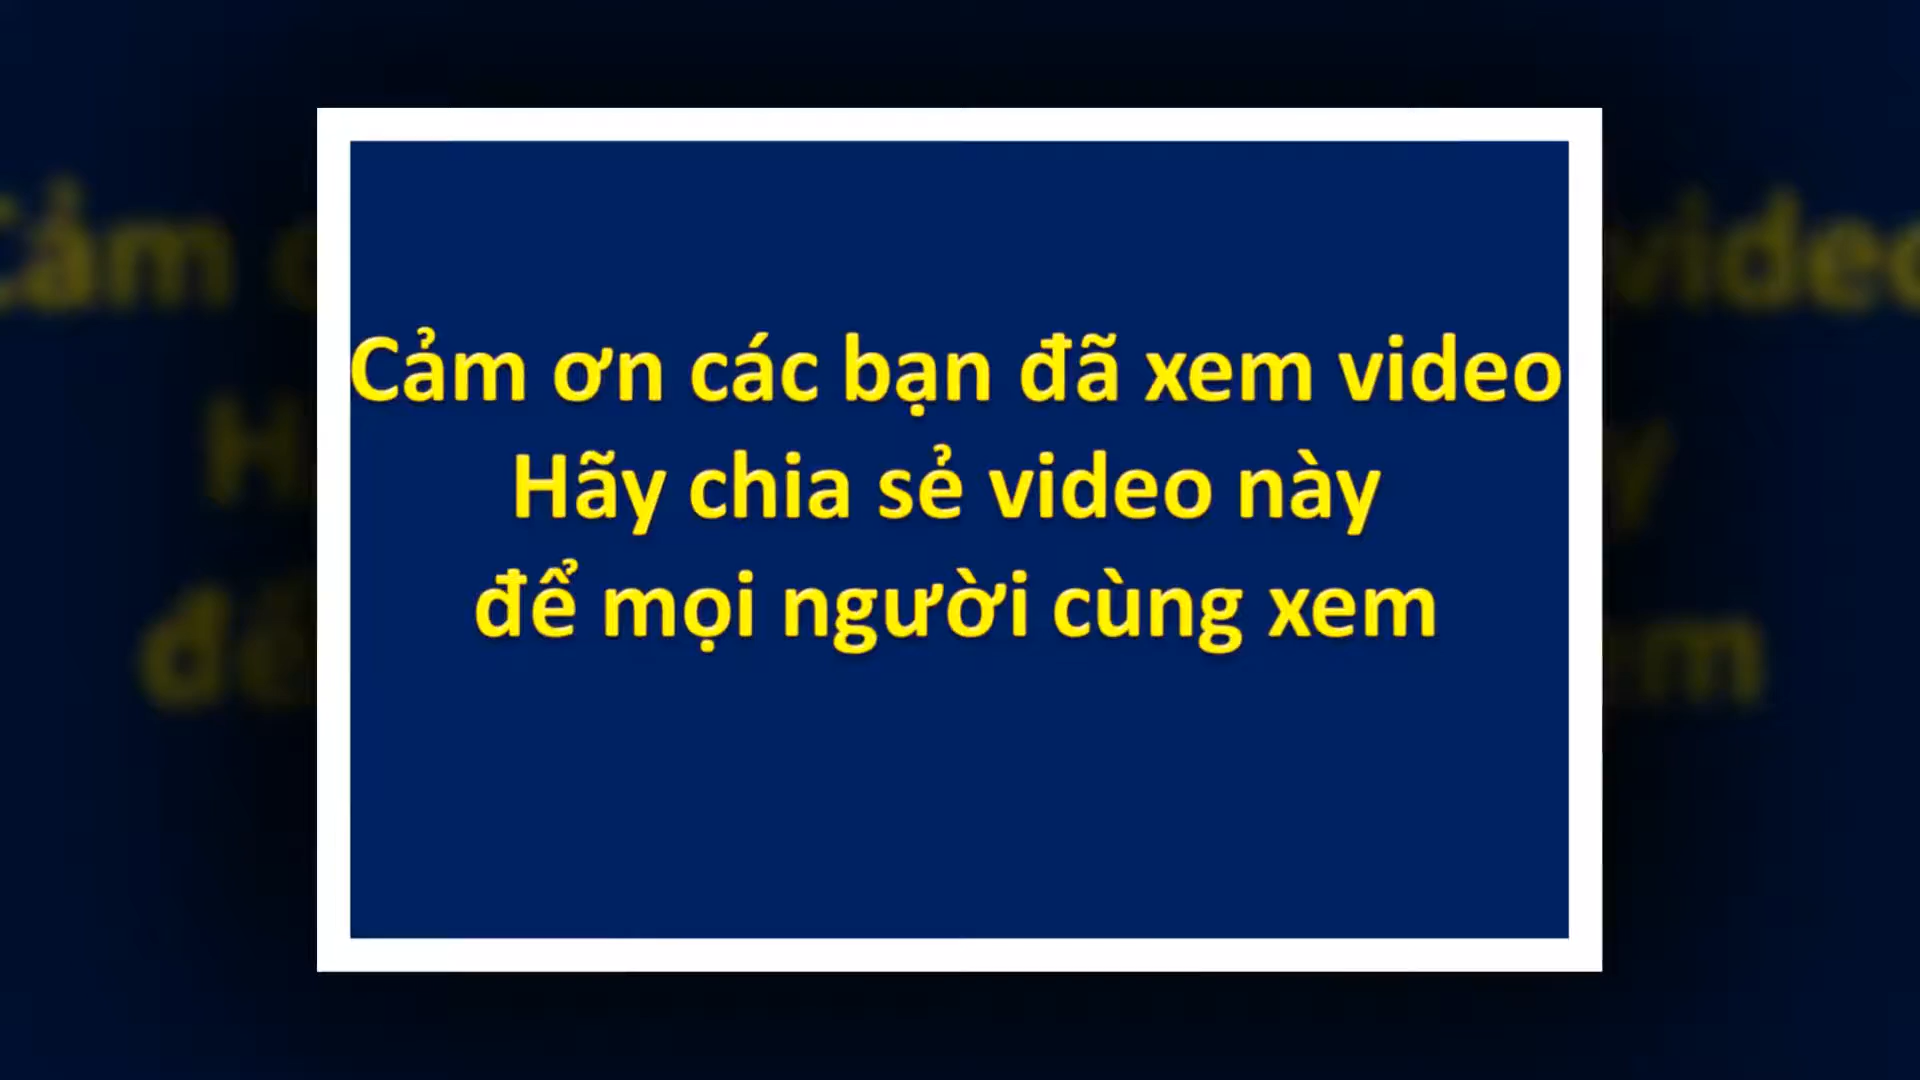 Cảm ơn các bạn đã xem video
Hãy chia sẻ video này
để mọi người cùng xem